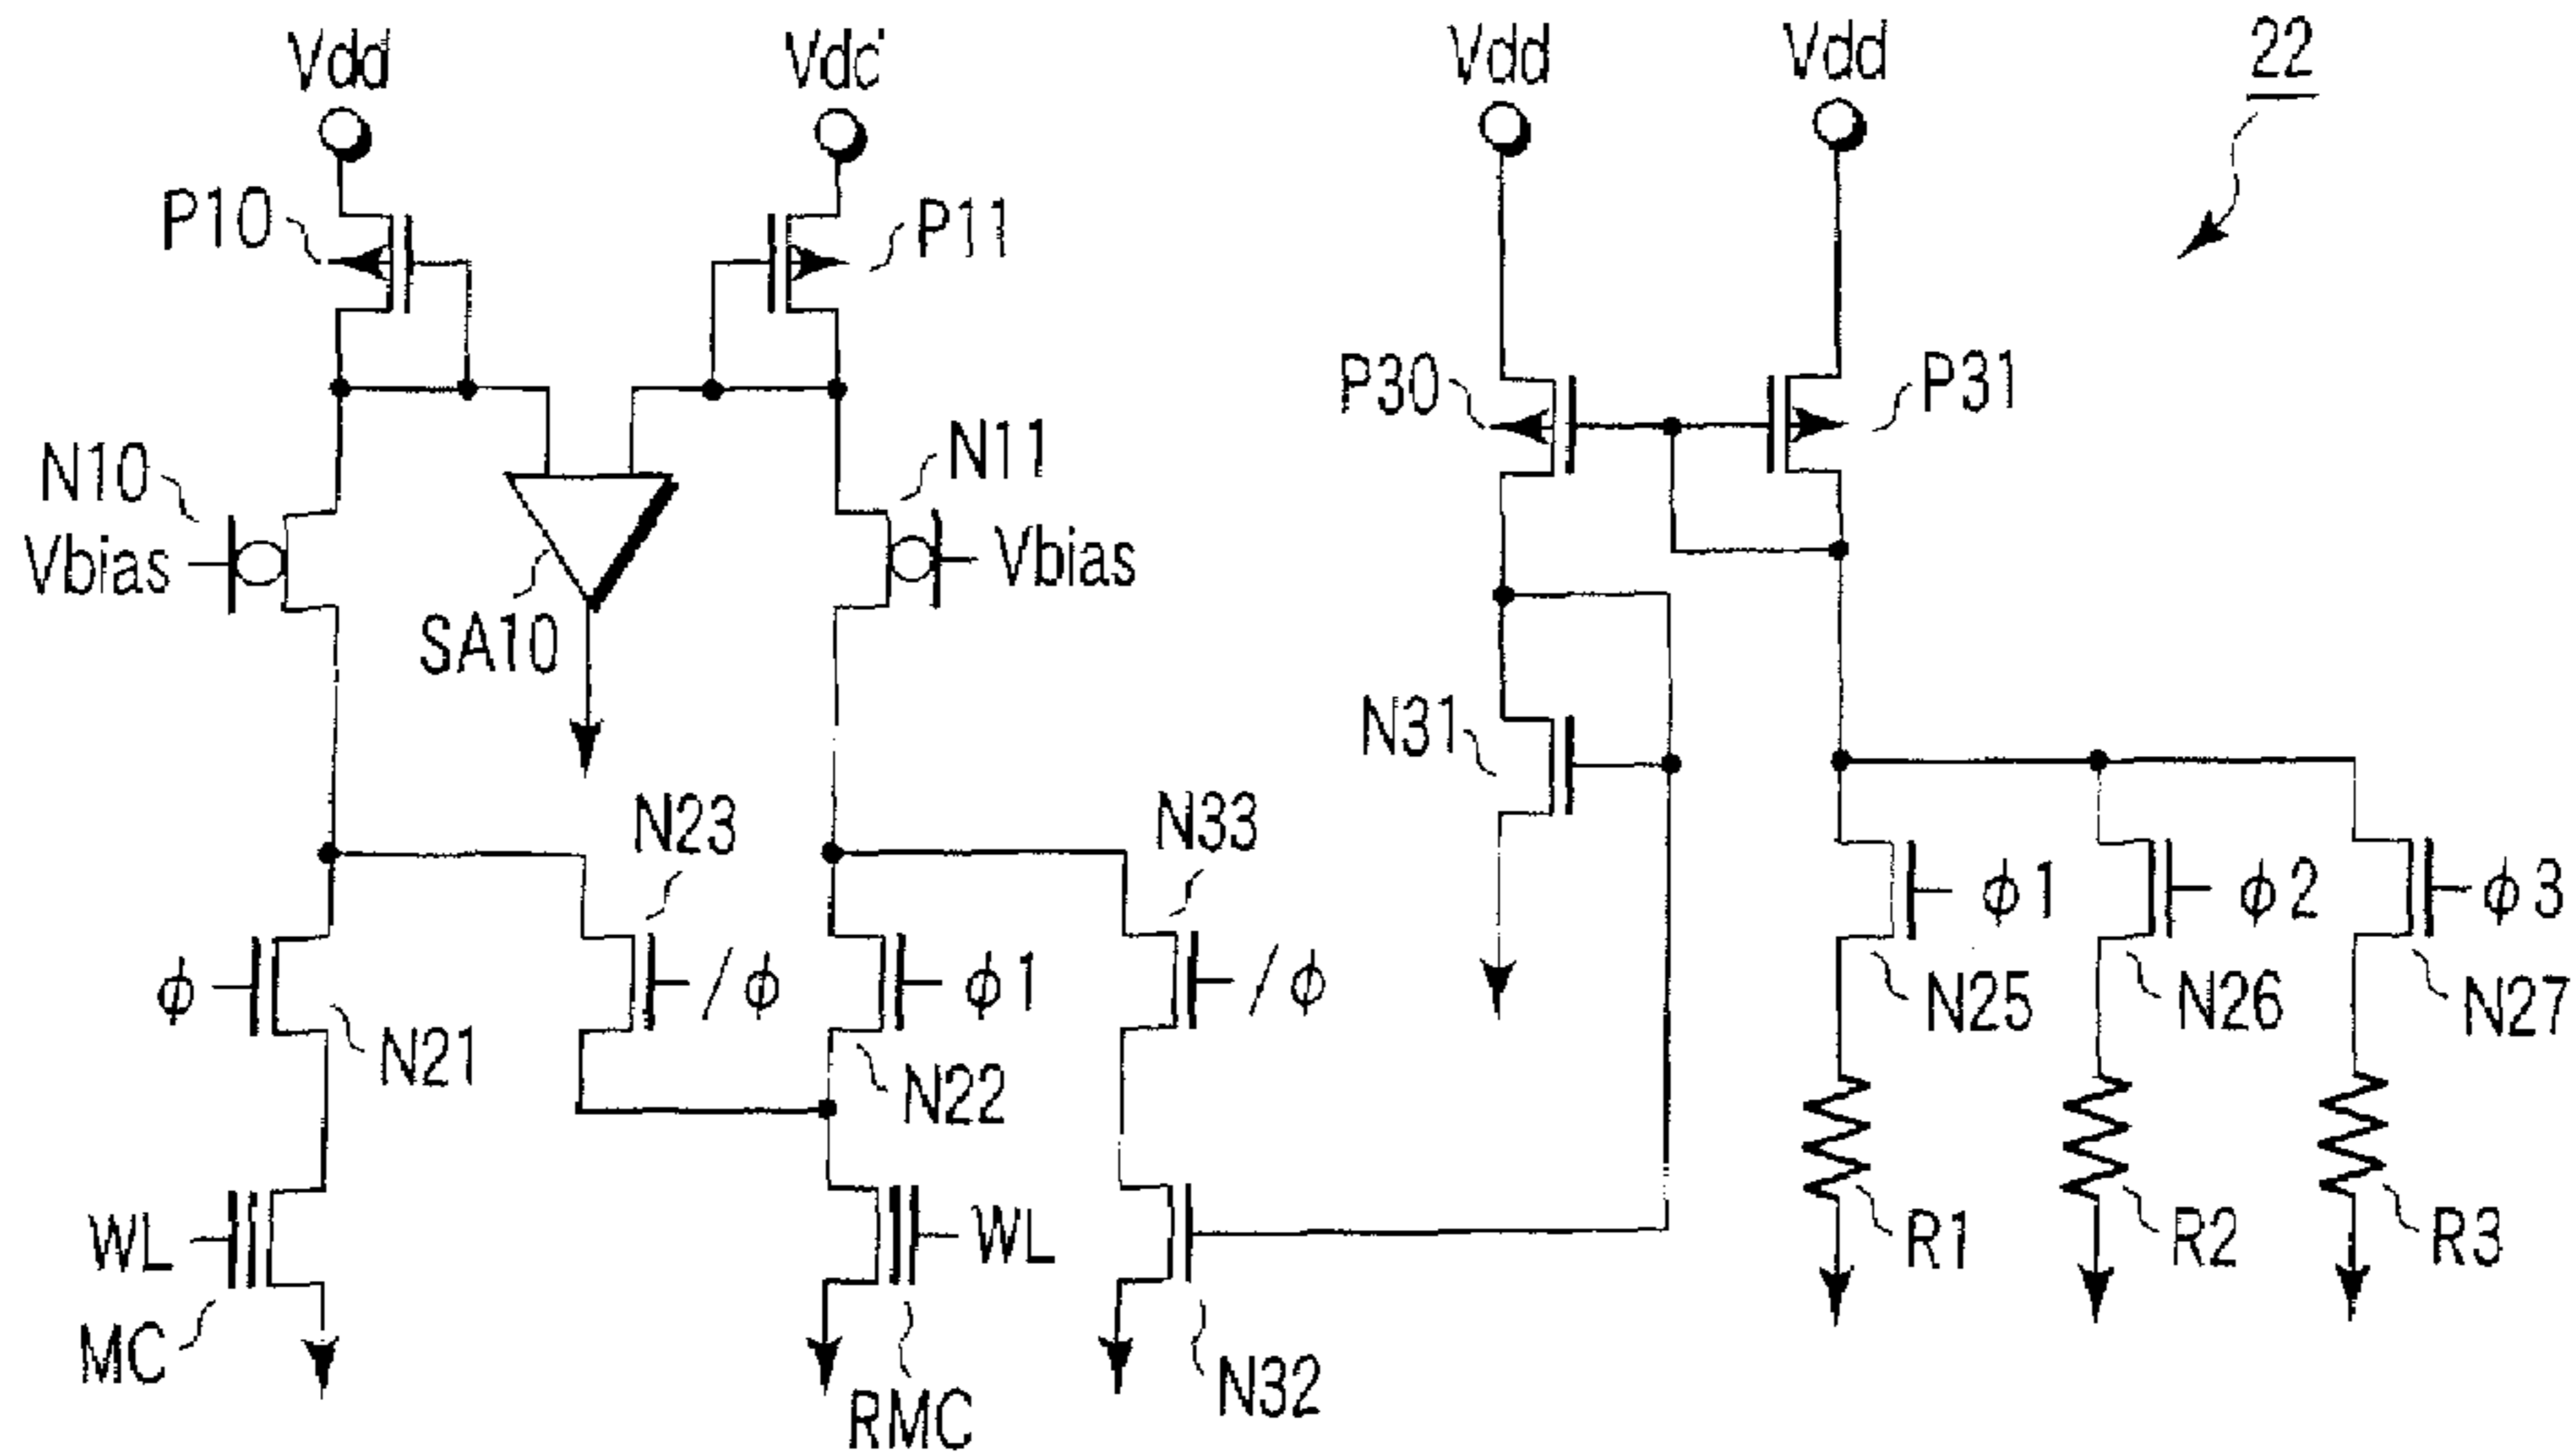 Vdd
Vdd
Vdd
Vdd
22
P10
P11
P30
P31
N10
N11
Vbias
Vbias
SA10
N31
N23
N33
ϕ
/ϕ
ϕ1
/ϕ
ϕ1
ϕ2
ϕ3
N21
N22
N25
N26
N27
WL
WL
R1
R2
R3
MC
RMC
N32